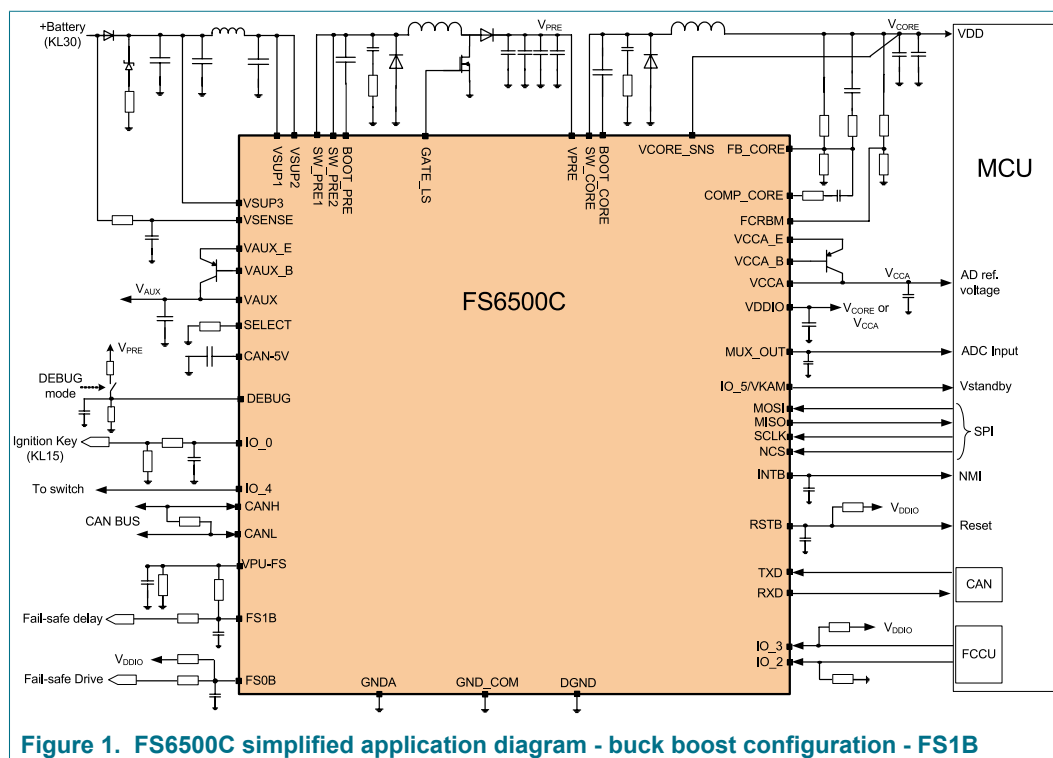 +Battery
(KL30)
VPRE
VCORE
VDD
MCU
VSUP1
VSUP2
SW_PRE1
SW_PRE2
BOOT_PRE
GATE_LS
VPRE
SW_CORE
BOOT_CORE
VCORE_SNS
FB_CORE
COMP_CORE
FCRBM
VSUP3
VSENSE
VAUX_E
VAUX_B
VAUX
VAUX
SELECT
CAN-5V
VPRE
DEBUG
mode
DEBUG
Ignition Key
(KL15)
IO_0
To switch
IO_4
CANH
CAN BUS
CANL
VPU-FS
Fail-safe delay
FS1B
VDDIO
Fail-safe Drive
FS0B
FS6500C
GNDA
GND_COM
DGND
VCCA_E
VCCA_B
VCCA
VCCA
AD ref.
voltage
VDDIO
VCORE or
VCCA
MUX_OUT
ADC Input
IO_5/VKAM
Vstandby
MOSI
MISO
SCLK
NCS
SPI
INTB
NMI
VDDIO
RSTB
Reset
TXD
RXD
CAN
VDDIO
IO_3
IO_2
FCCU
Figure 1. FS6500C simplified application diagram - buck boost configuration - FS1B